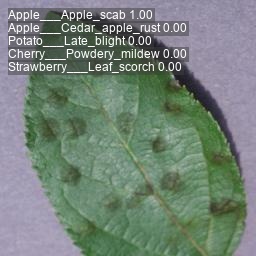 Apple___Apple_scab 1.00
Apple___Cedar_apple_rust 0.00
Potato___Late_blight 0.00
Cherry___Powdery_mildew 0.00
Strawberry___Leaf_scorch 0.00